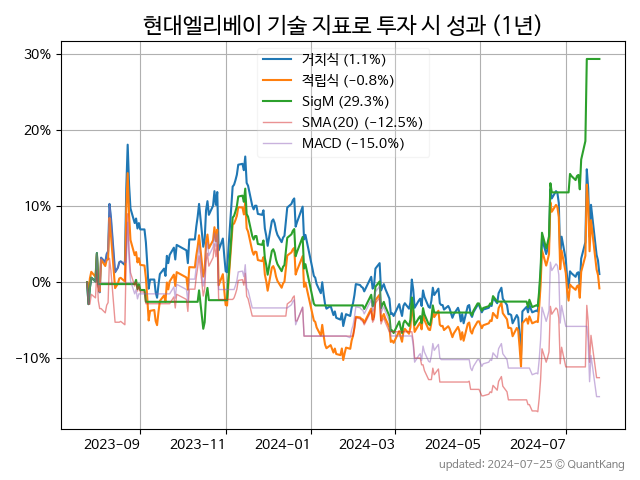 현대엘리베이 기술 지표로 투자 시 성과 (1년)
30%
20%
10%
0%
−10%
거치식 (1.1%)
적립식 (−0.8%)
SigM (29.3%)
SMA(20) (−12.5%)
MACD (−15.0%)
2023-09 2023-11 2024-01 2024-03 2024-05 2024-07
updated: 2024-07-25 © QuantKang